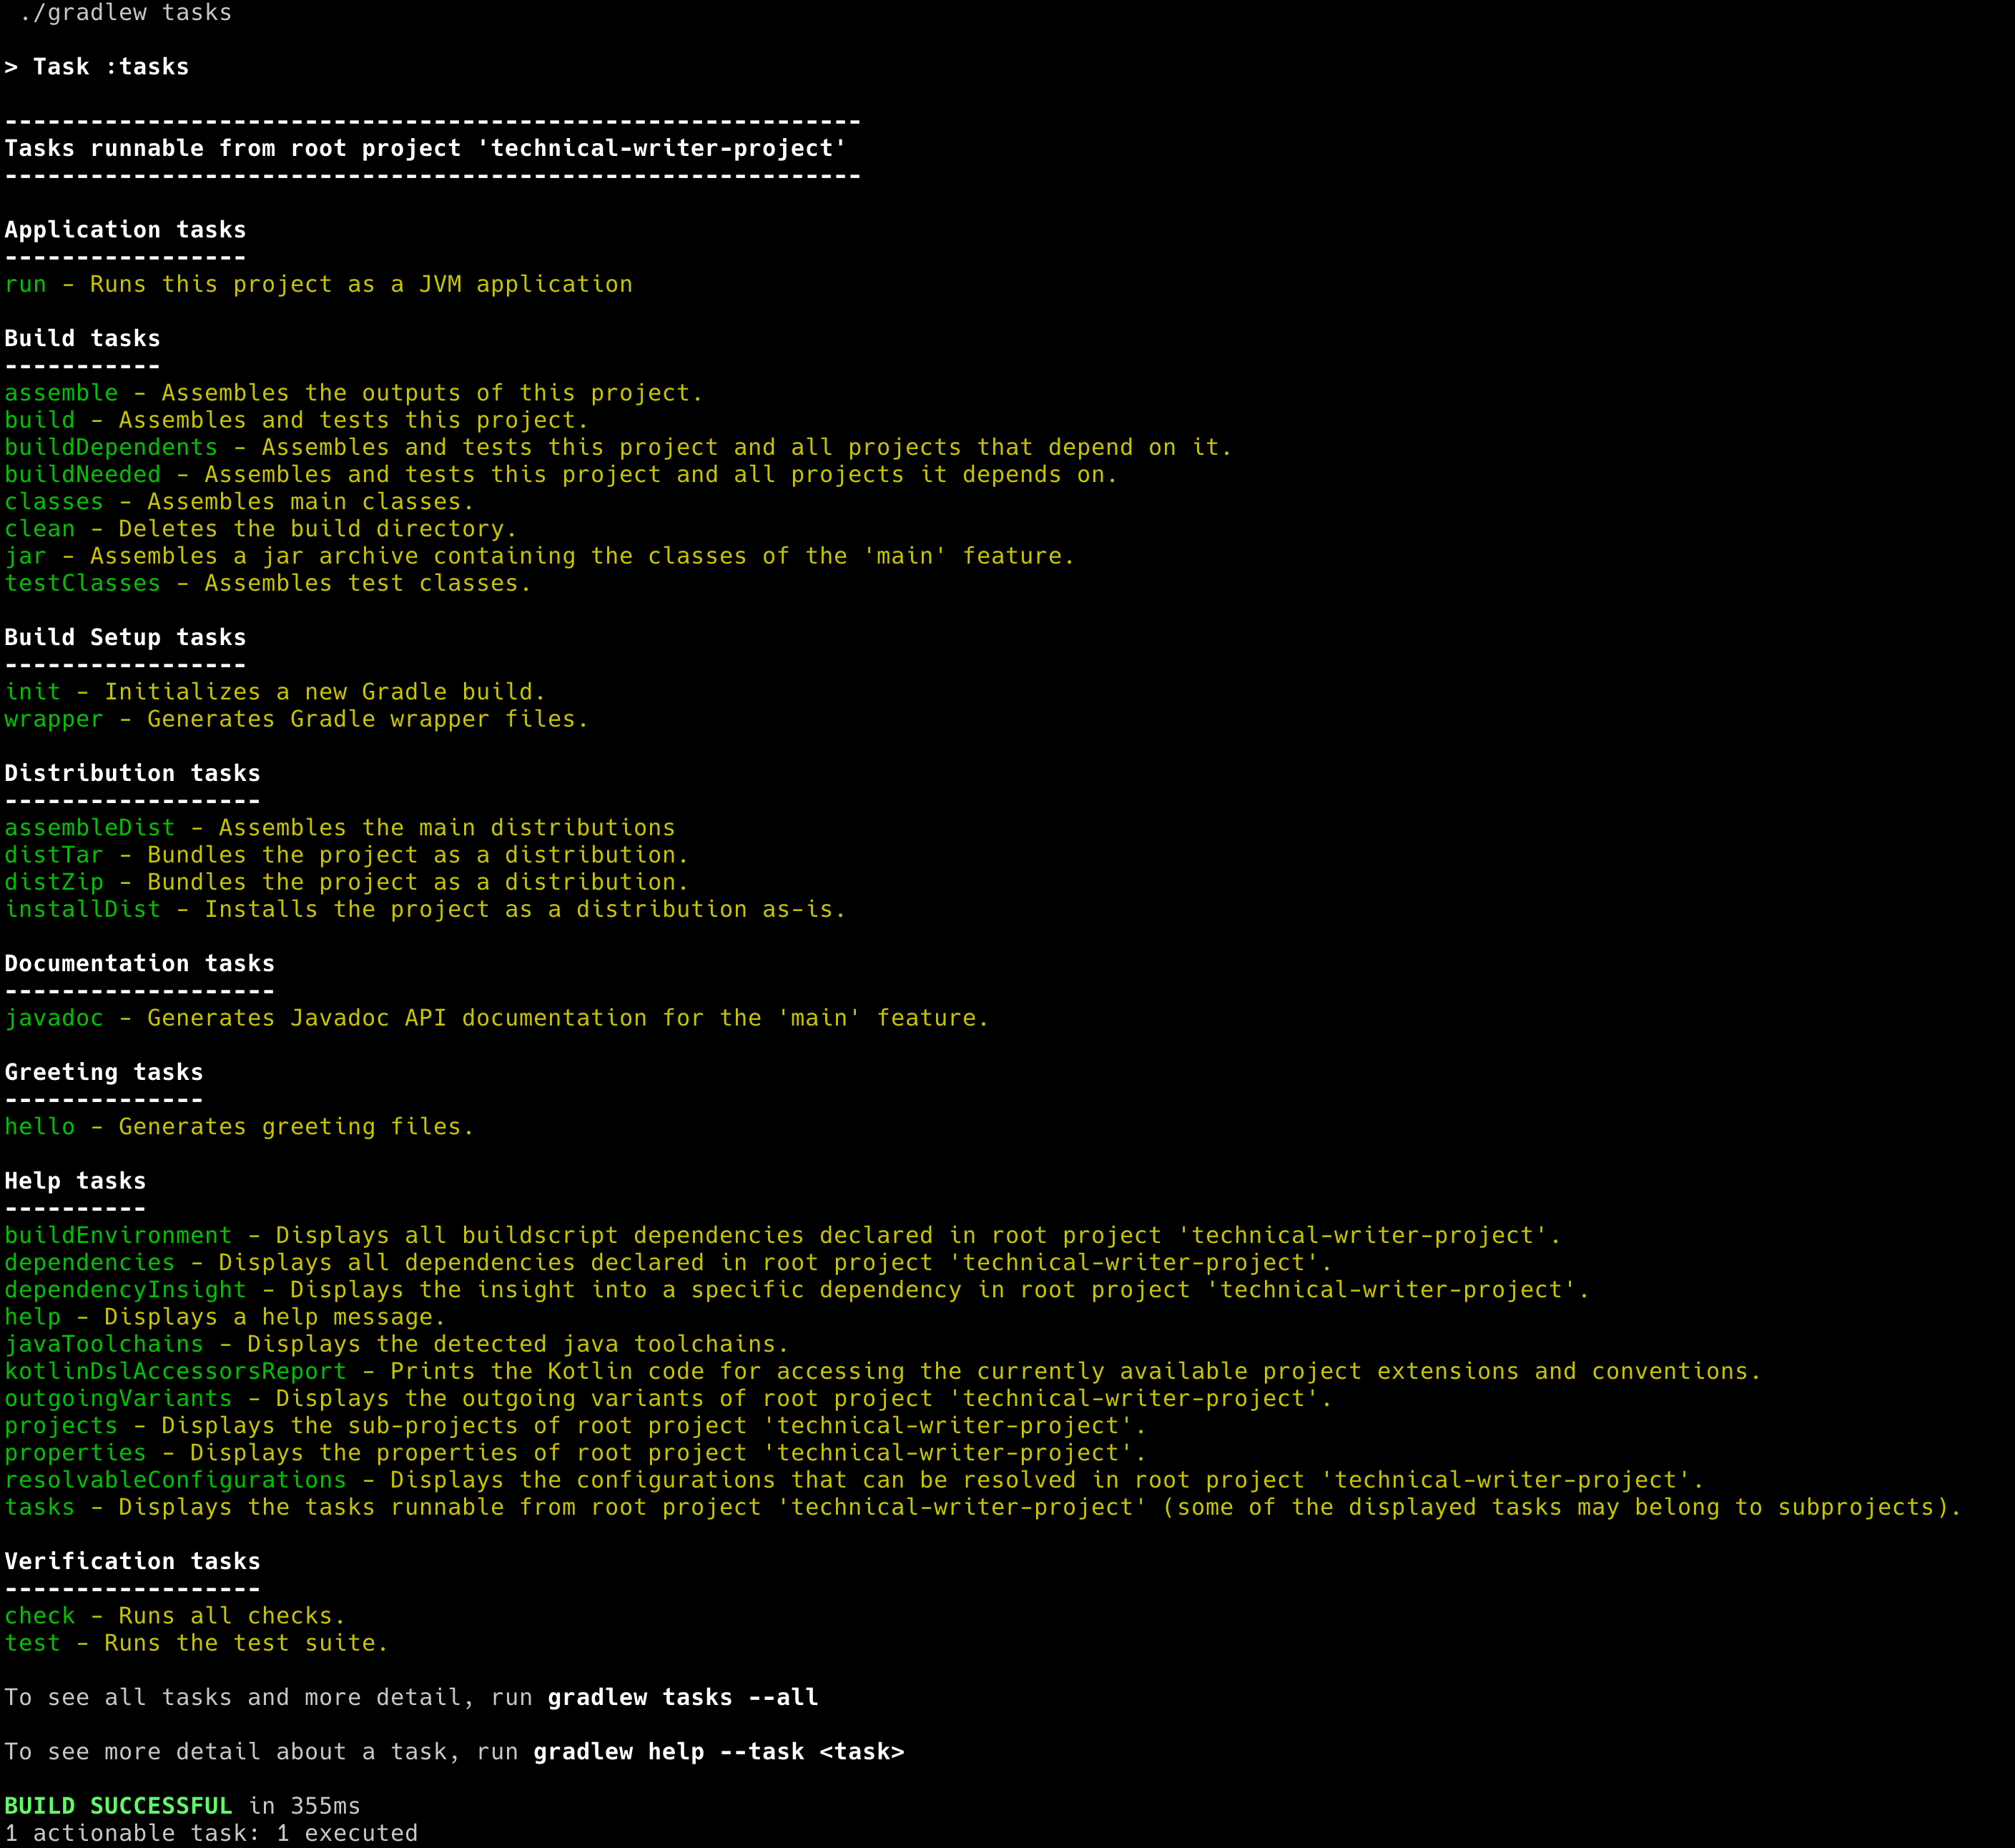 ./gradlew tasks
> Task :tasks
------------------------------------------------------------
Tasks runnable from root project 'technical-writer-project'
------------------------------------------------------------
Application tasks
-----------------
run - Runs this project as a JVM application
Build tasks
-----------
assemble - Assembles the outputs of this project.
build - Assembles and tests this project.
buildDependents - Assembles and tests this project and all projects that depend on it.
buildNeeded - Assembles and tests this project and all projects it depends on.
classes - Assembles main classes.
clean - Deletes the build directory.
jar - Assembles a jar archive containing the classes of the 'main' feature.
testClasses - Assembles test classes.
Build Setup tasks
-----------------
init - Initializes a new Gradle build.
wrapper - Generates Gradle wrapper files.
Distribution tasks
------------------
assembleDist - Assembles the main distributions
distTar - Bundles the project as a distribution.
distZip - Bundles the project as a distribution.
installDist - Installs the project as a distribution as-is.
Documentation tasks
-------------------
javadoc - Generates Javadoc API documentation for the 'main' feature.
Greeting tasks
--------------
hello - Generates greeting files.
Help tasks
----------
buildEnvironment - Displays all buildscript dependencies declared in root project 'technical-writer-project'.
dependencies - Displays all dependencies declared in root project 'technical-writer-project'.
dependencyInsight - Displays the insight into a specific dependency in root project 'technical-writer-project'.
help - Displays a help message.
javaToolchains - Displays the detected java toolchains.
kotlinDslAccessorsReport - Prints the Kotlin code for accessing the currently available project extensions and conventions.
outgoingVariants - Displays the outgoing variants of root project 'technical-writer-project'.
projects - Displays the sub-projects of root project 'technical-writer-project'.
properties - Displays the properties of root project 'technical-writer-project'.
resolvableConfigurations - Displays the configurations that can be resolved in root project 'technical-writer-project'.
tasks - Displays the tasks runnable from root project 'technical-writer-project' (some of the displayed tasks may belong to subprojects).
Verification tasks
------------------
check - Runs all checks.
test - Runs the test suite.
To see all tasks and more detail, run gradlew tasks --all
To see more detail about a task, run gradlew help --task <task>
BUILD SUCCESSFUL in 355ms
1 actionable task: 1 executed